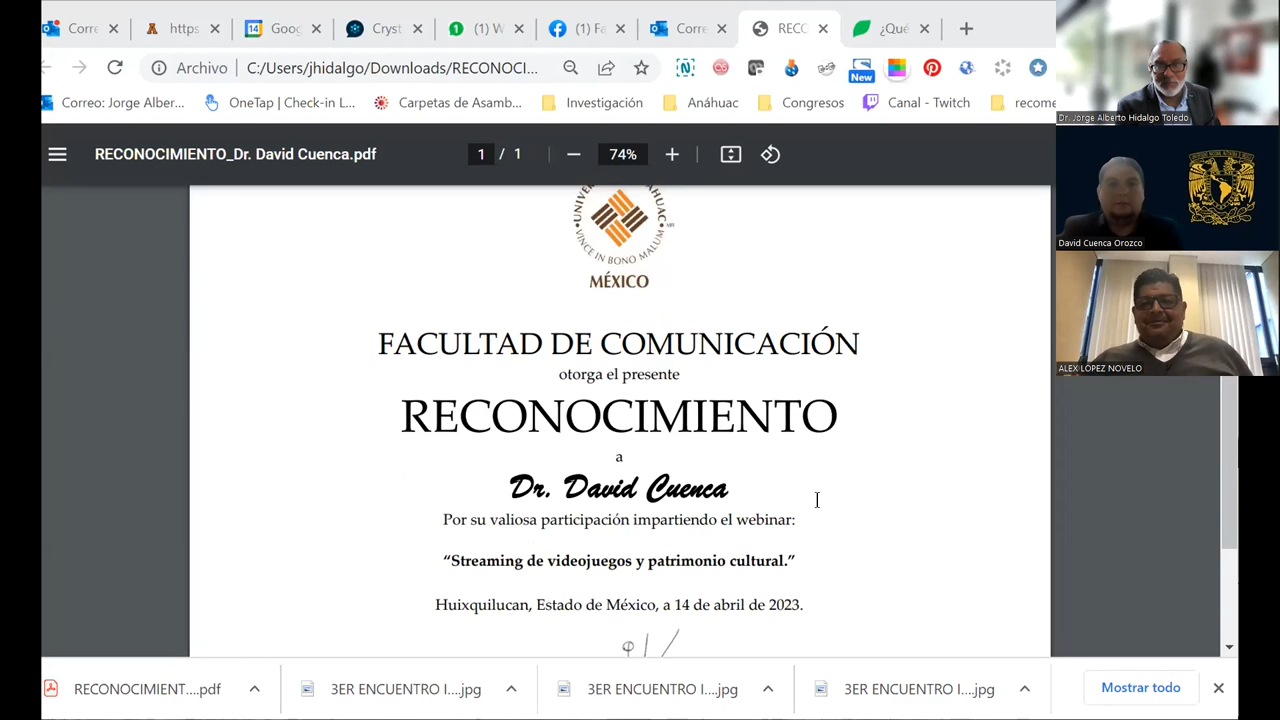 Corre
https
Goog
Cryst
(1) W
(1) Fa
Corre
RECC
¿Qué
Archivo
C:/Users/jhidalgo/Downloads/RECONOCI...
New
Correo: Jorge Alber...
OneTap | Check-in L...
Carpetas de Asamb...
Investigación
Anáhuac
Congresos
Canal - Twitch
recome
RECONOCIMIENTO_Dr. David Cuenca.pdf
1 / 1
74%
VINCE IN BONO MALUM
MÉXICO
FACULTAD DE COMUNICACIÓN
otorga el presente
RECONOCIMIENTO
a
Dr. David Cuenca
Por su valiosa participación impartiendo el webinar:
“Streaming de videojuegos y patrimonio cultural.”
Huixquilucan, Estado de México, a 14 de abril de 2023.
RECONOCIMIENT....pdf
3ER ENCUENTRO I....jpg
3ER ENCUENTRO I....jpg
3ER ENCUENTRO I....jpg
Mostrar todo
Dr. Jorge Alberto Hidalgo Toledo
David Cuenca Orozco
ALEX LÓPEZ NOVELO